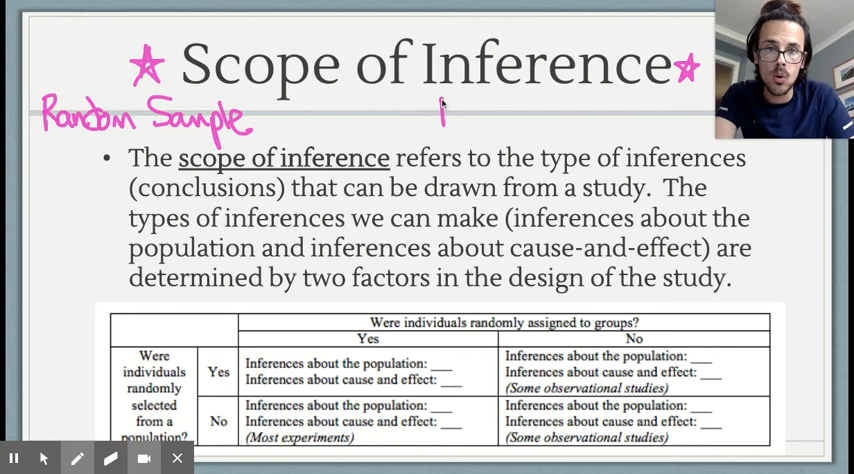 Scope of Inference
Random Sample
• The scope of inference refers to the type of inferences
(conclusions) that can be drawn from a study. The
types of inferences we can make (inferences about the
population and inferences about cause-and-effect) are
determined by two factors in the design of the study.
Were individuals randomly assigned to groups?
Yes
No
Were
individuals
randomly
selected
from a
population?
Yes
Inferences about the population: ___
Inferences about cause and effect: ___
Inferences about the population: ___
Inferences about cause and effect: ___
(Some observational studies)
No
Inferences about the population: ___
Inferences about cause and effect: ___
(Most experiments)
Inferences about the population: ___
Inferences about cause and effect: ___
(Some observational studies)